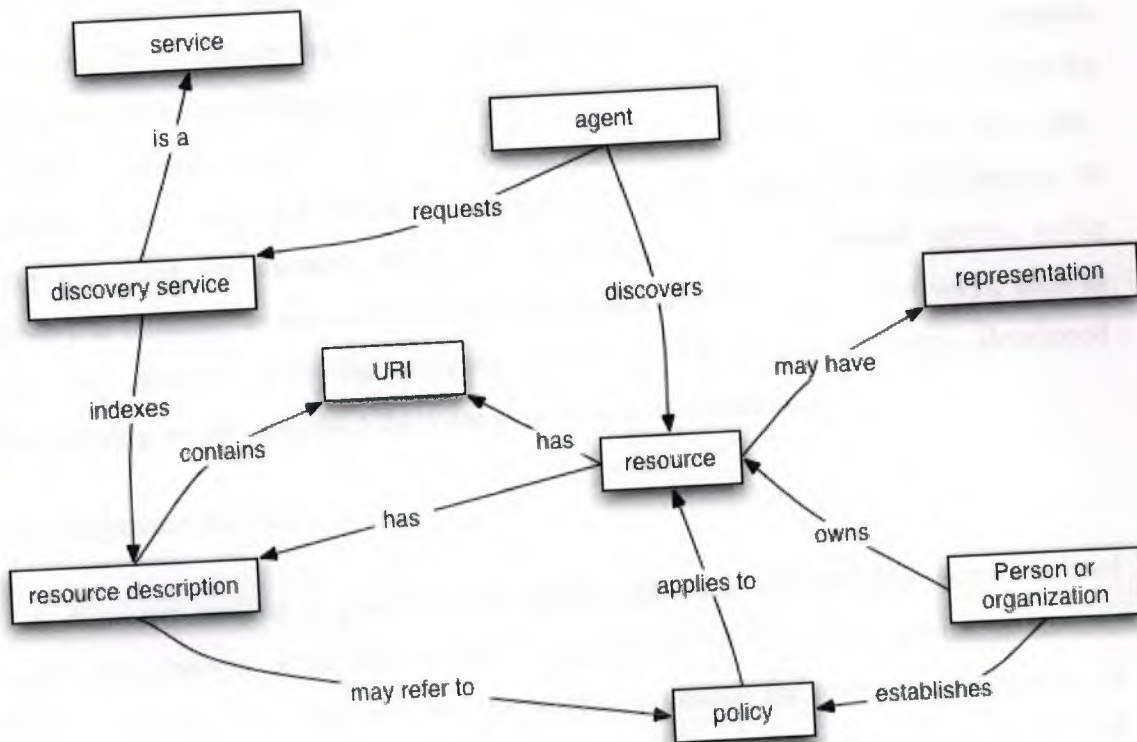 service
agent
is a
requests
representation
discovery service
discovers
URI
may have
indexes
contains
has
resource
has
owns
resource description
applies to
Person or
organization
may refer to
policy
establishes